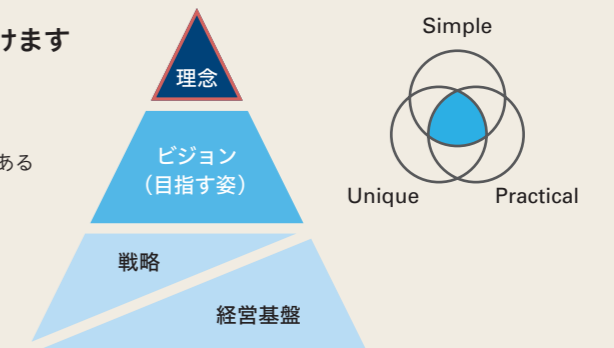 けます
ある
理念
ビジョン
（目指す姿）
戦略
経営基盤
Simple
Unique
Practical